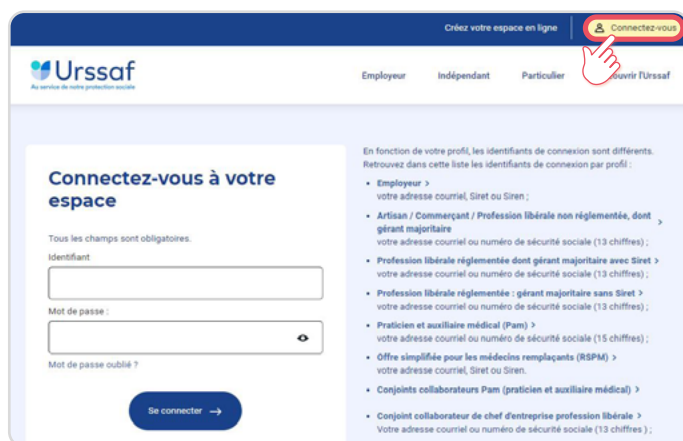 Créez votre espace en ligne
Connectez-vous
Urssaf
Au service de notre protection sociale
Employeur
Indépendant
Particulier
ouvrir l'Urssaf
Connectez-vous à votre
espace
Tous les champs sont obligatoires.
Identifiant
Mot de passe :
Mot de passe oublié ?
Se connecter →
En fonction de votre profil, les identifiants de connexion sont différents.
Retrouvez dans cette liste les identifiants de connexion par profil :
• Employeur >
votre adresse courriel, Siret ou Siren ;
• Artisan / Commerçant / Profession libérale non réglementée, dont
gérant majoritaire >
votre adresse courriel ou numéro de sécurité sociale (13 chiffres) ;
• Profession libérale réglementée dont gérant majoritaire avec Siret >
votre adresse courriel ou numéro de sécurité sociale (13 chiffres) ;
• Profession libérale réglementée : gérant majoritaire sans Siret >
votre adresse courriel ou numéro de sécurité sociale (13 chiffres) ;
• Praticien et auxiliaire médical (Pam) >
votre adresse courriel ou numéro de sécurité sociale (15 chiffres) ;
• Offre simplifiée pour les médecins remplaçants (RSPM) >
votre adresse courriel, Siret ou Siren.
• Conjoints collaborateurs Pam (praticien et auxiliaire médical) >
• Conjoint collaborateur de chef d'entreprise profession libérale >
Votre adresse courriel ou numéro de sécurité sociale (13 chiffres ) ;